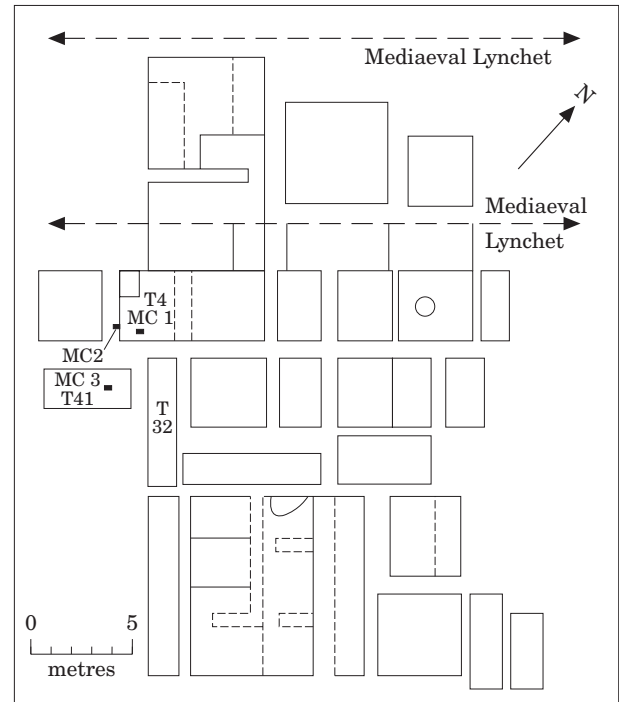 Mediaeval Lynchet
N
Mediaeval
Lynchet
T4
MC 1
MC2
MC 3
T41
T
32
0 5
metres